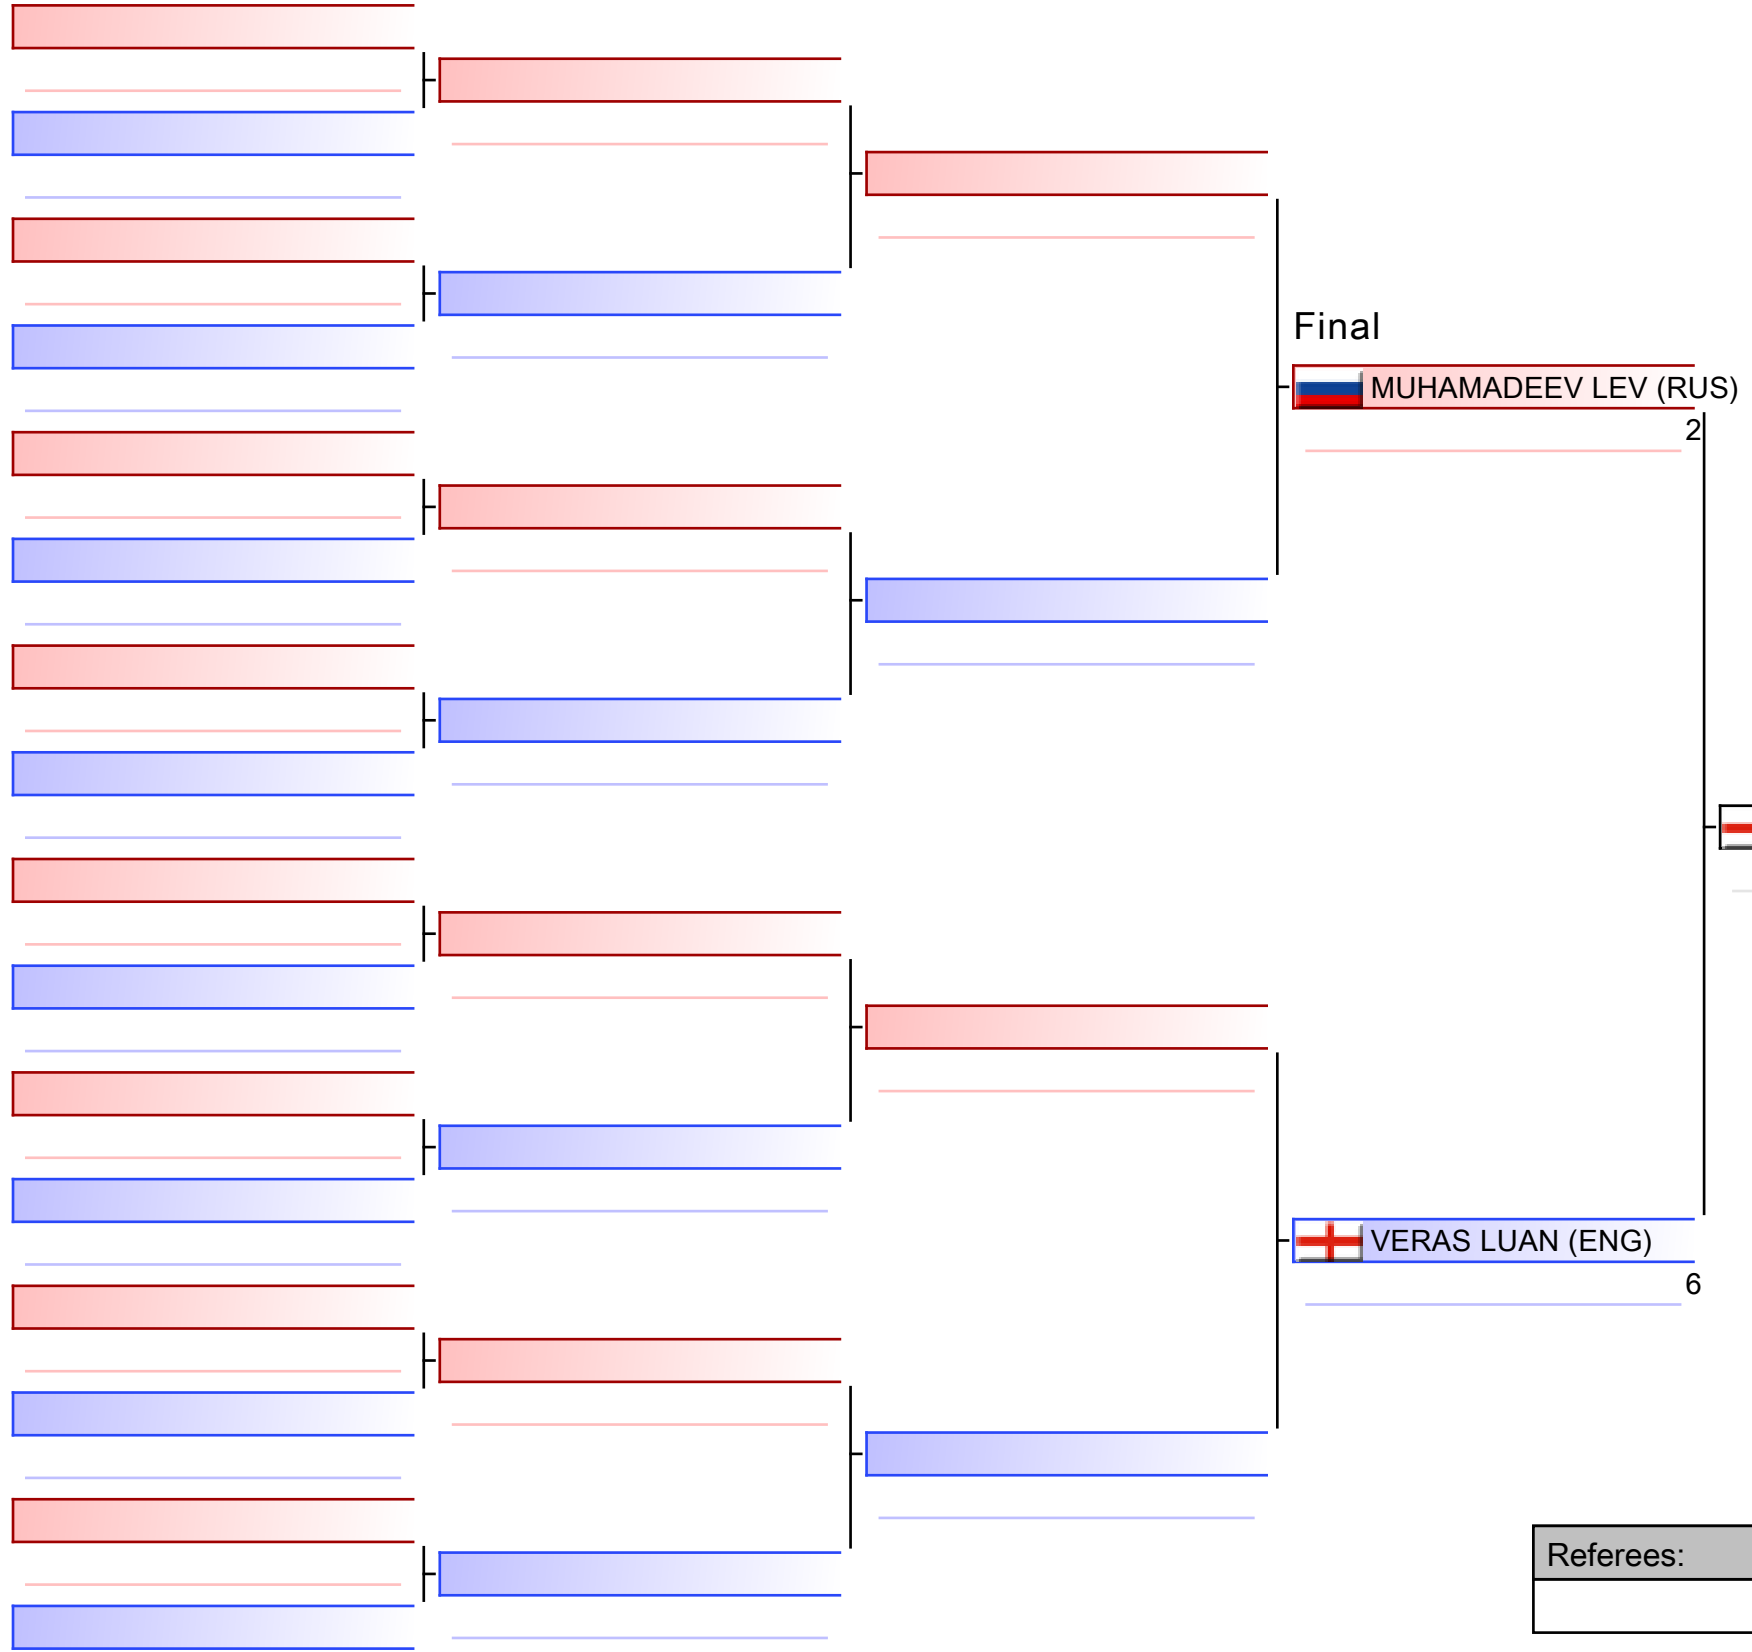 Final
MUHAMADEEV LEV (RUS)
2
VERAS LUAN (ENG)
6
Referees: